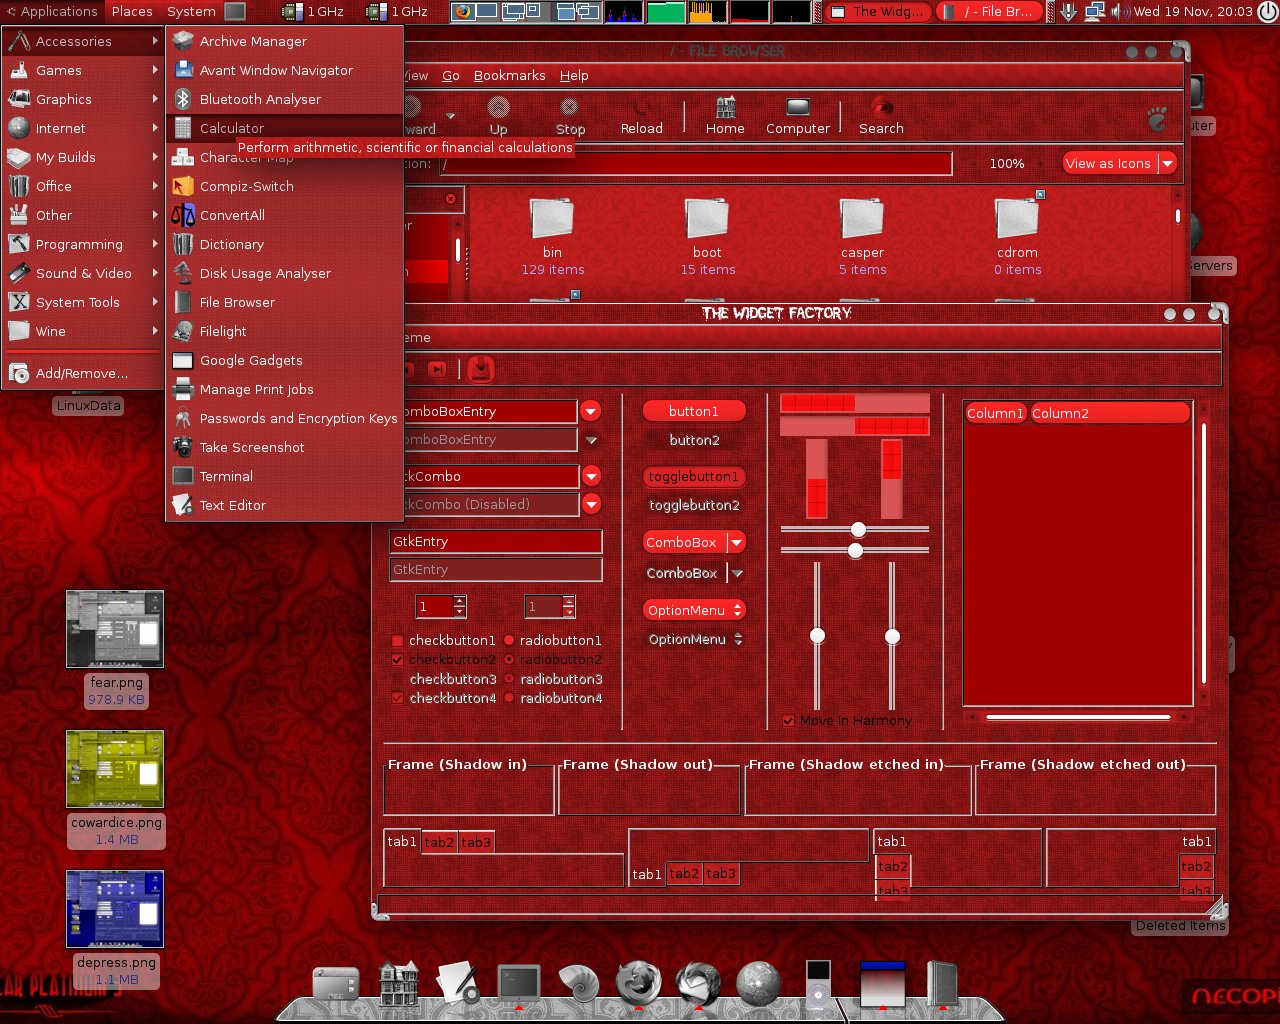 Applications Places System 1 GHz 1 GHz The Widg... / - File Br... Wed 19 Nov, 20:03
Accessories
Games
Graphics
Internet
My Builds
Office
Other
Programming
Sound & Video
System Tools
Wine
Add/Remove...
Archive Manager
Avant Window Navigator
Bluetooth Analyser
Calculator
Perform arithmetic, scientific or financial calculations
Character Map
Compiz-Switch
ConvertAll
Dictionary
Disk Usage Analyser
File Browser
Filelight
Google Gadgets
Manage Print Jobs
Passwords and Encryption Keys
Take Screenshot
Terminal
Text Editor
/ - FILE BROWSER
View Go Bookmarks Help
ward Up Stop Reload Home Computer Search
tion: / 100% View as Icons
bin boot casper cdrom
129 items 15 items 5 items 0 items
uter
Servers
THE WIDGET FACTORY
eme
omboBoxEntry
omboBoxEntry
tkCombo
tkCombo (Disabled)
GtkEntry
GtkEntry
1 1
checkbutton1 radiobutton1
checkbutton2 radiobutton2
checkbutton3 radiobutton3
checkbutton4 radiobutton4
button1
button2
togglebutton1
togglebutton2
ComboBox
ComboBox
OptionMenu
OptionMenu
Move In Harmony
Column1 Column2
Frame (Shadow in) Frame (Shadow out) Frame (Shadow etched in) Frame (Shadow etched out)
tab1 tab2 tab3
tab1 tab2 tab3
tab1
tab2
tab3
tab1
tab2
tab3
LinuxData
fear.png
978.9 KB
cowardice.png
1.4 MB
depress.png
1.1 MB
Deleted Items